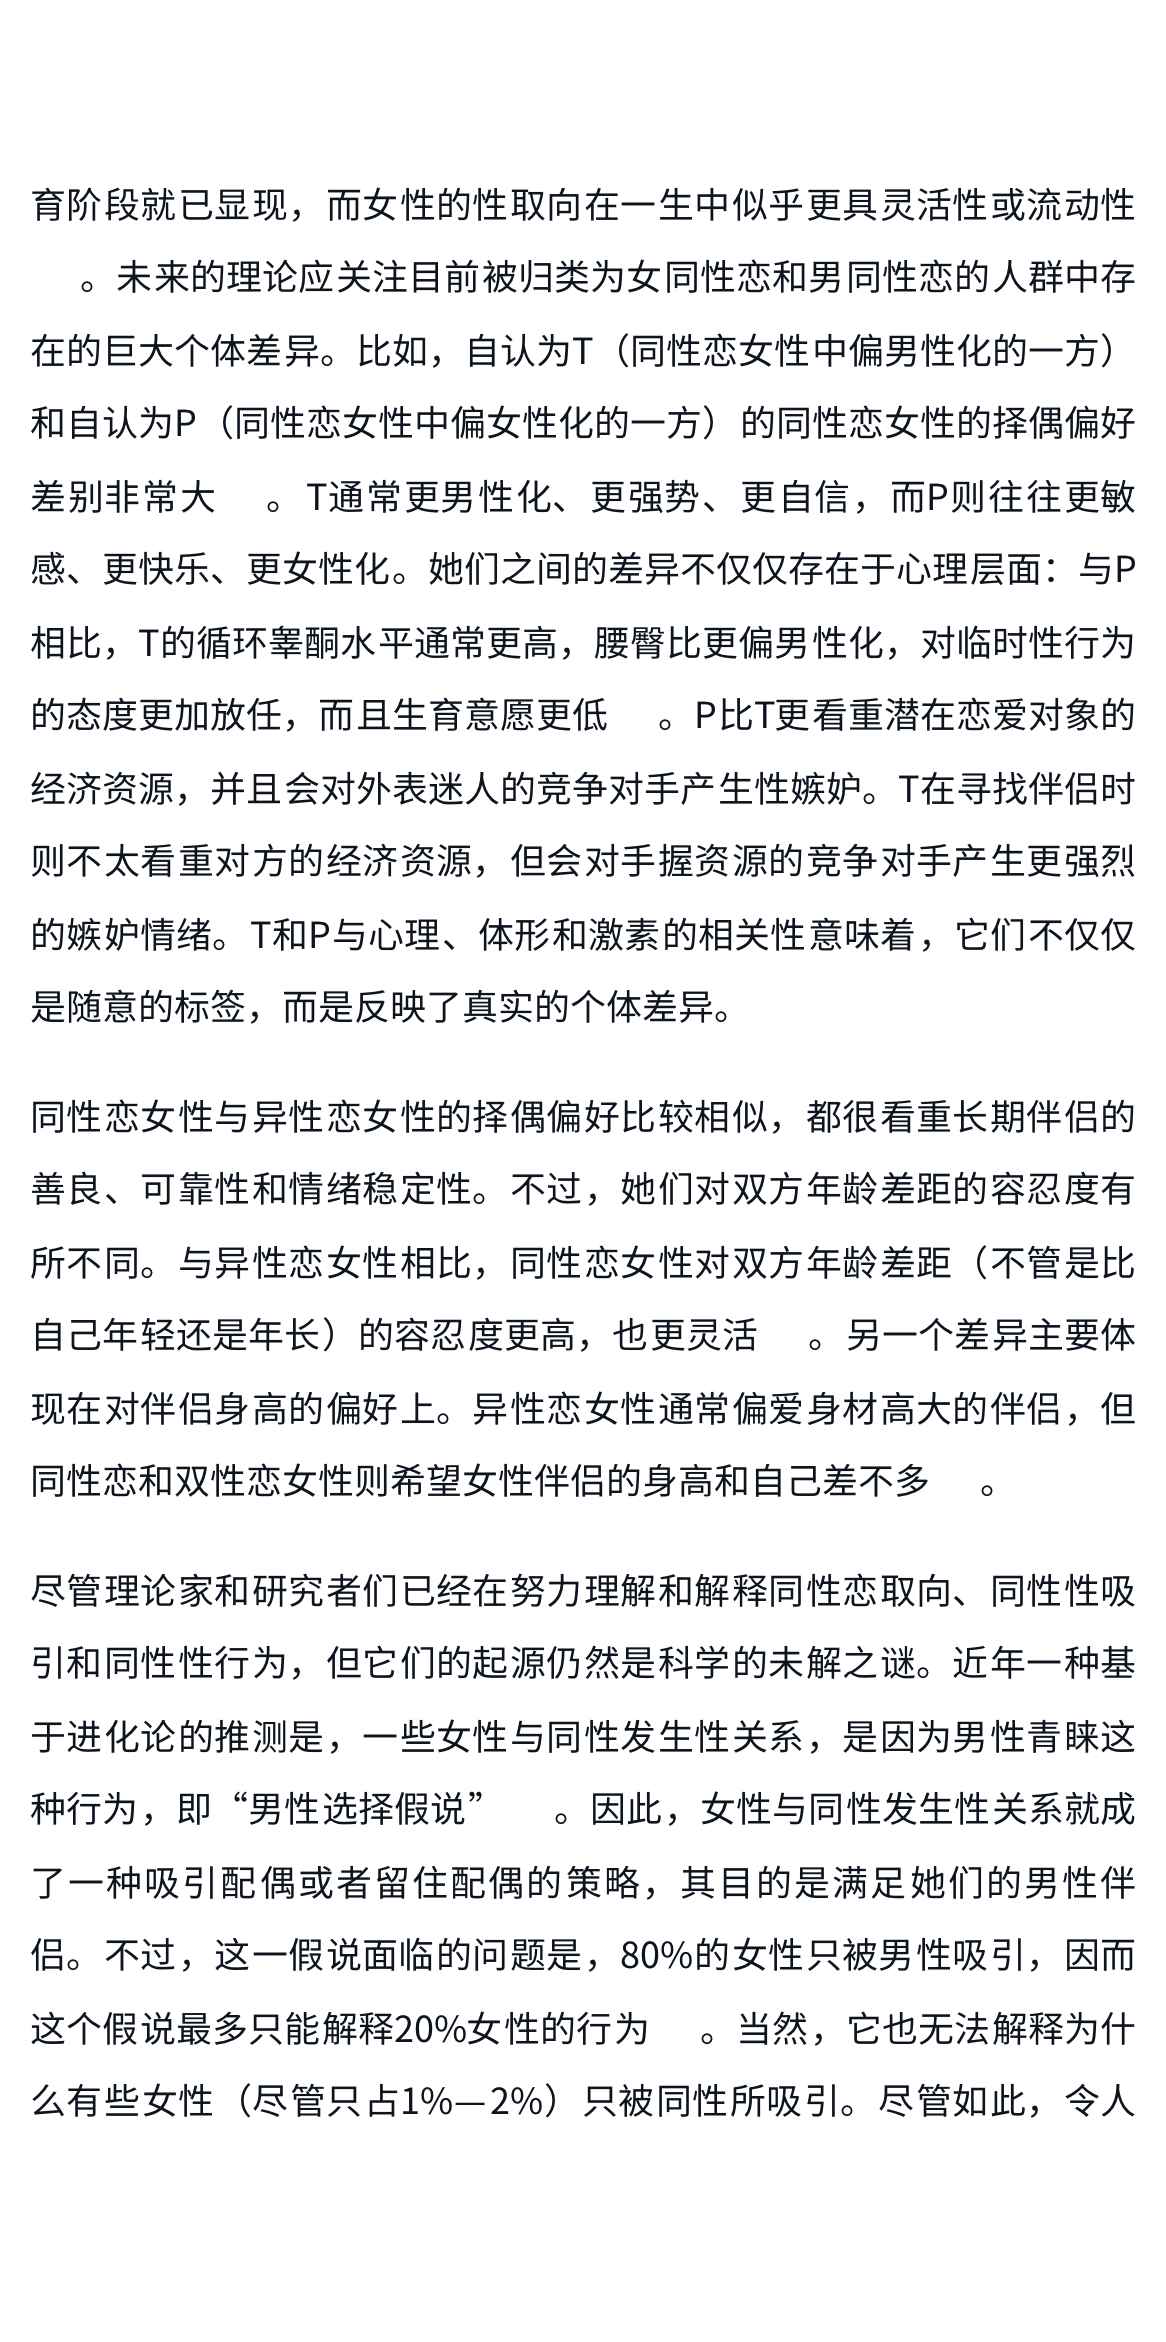 育阶段就已显现，而女性的性取向在一生中似乎更具灵活性或流动性
。未来的理论应关注目前被归类为女同性恋和男同性恋的人群中存
在的巨大个体差异。比如，自认为T（同性恋女性中偏男性化的一方）
和自认为P（同性恋女性中偏女性化的一方）的同性恋女性的择偶偏好
差别非常大　。T通常更男性化、更强势、更自信，而P则往往更敏
感、更快乐、更女性化。她们之间的差异不仅仅存在于心理层面：与P
相比，T的循环睾酮水平通常更高，腰臀比更偏男性化，对临时性行为
的态度更加放任，而且生育意愿更低　。P比T更看重潜在恋爱对象的
经济资源，并且会对外表迷人的竞争对手产生性嫉妒。T在寻找伴侣时
则不太看重对方的经济资源，但会对手握资源的竞争对手产生更强烈
的嫉妒情绪。T和P与心理、体形和激素的相关性意味着，它们不仅仅
是随意的标签，而是反映了真实的个体差异。
同性恋女性与异性恋女性的择偶偏好比较相似，都很看重长期伴侣的
善良、可靠性和情绪稳定性。不过，她们对双方年龄差距的容忍度有
所不同。与异性恋女性相比，同性恋女性对双方年龄差距（不管是比
自己年轻还是年长）的容忍度更高，也更灵活　。另一个差异主要体
现在对伴侣身高的偏好上。异性恋女性通常偏爱身材高大的伴侣，但
同性恋和双性恋女性则希望女性伴侣的身高和自己差不多　。
尽管理论家和研究者们已经在努力理解和解释同性恋取向、同性性吸
引和同性性行为，但它们的起源仍然是科学的未解之谜。近年一种基
于进化论的推测是，一些女性与同性发生性关系，是因为男性青睐这
种行为，即“男性选择假说”　。因此，女性与同性发生性关系就成
了一种吸引配偶或者留住配偶的策略，其目的是满足她们的男性伴
侣。不过，这一假说面临的问题是，80%的女性只被男性吸引，因而
这个假说最多只能解释20%女性的行为　。当然，它也无法解释为什
么有些女性（尽管只占1%—2%）只被同性所吸引。尽管如此，令人